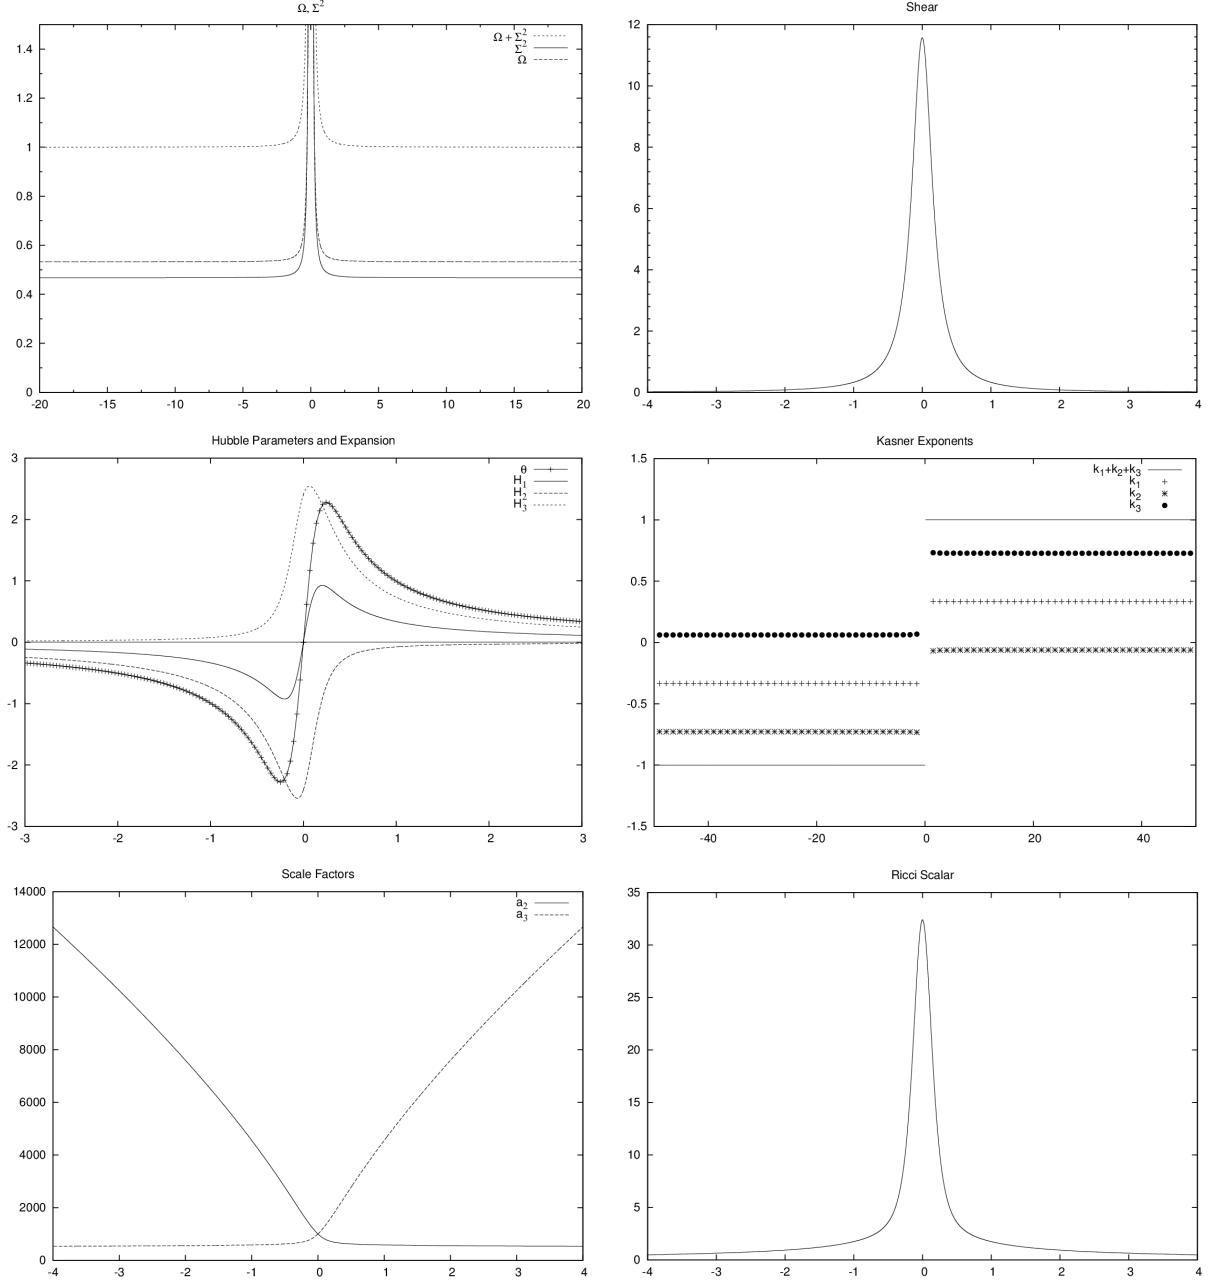 Ω, Σ²
Ω + Σ²
Σ²
Ω
1.4
1.2
1
0.8
0.6
0.4
0.2
0
-20 -15 -10 -5 0 5 10 15 20
Shear
12
10
8
6
4
2
0
-4 -3 -2 -1 0 1 2 3 4
Hubble Parameters and Expansion
θ
H₁
H₂
H₃
3
2
1
0
-1
-2
-3
-3 -2 -1 0 1 2 3
Kasner Exponents
k₁+k₂+k₃
k₁
k₂
k₃
1.5
1
0.5
0
-0.5
-1
-1.5
-40 -20 0 20 40
Scale Factors
a₂
a₃
14000
12000
10000
8000
6000
4000
2000
0
-4 -3 -2 -1 0 1 2 3 4
Ricci Scalar
35
30
25
20
15
10
5
0
-4 -3 -2 -1 0 1 2 3 4